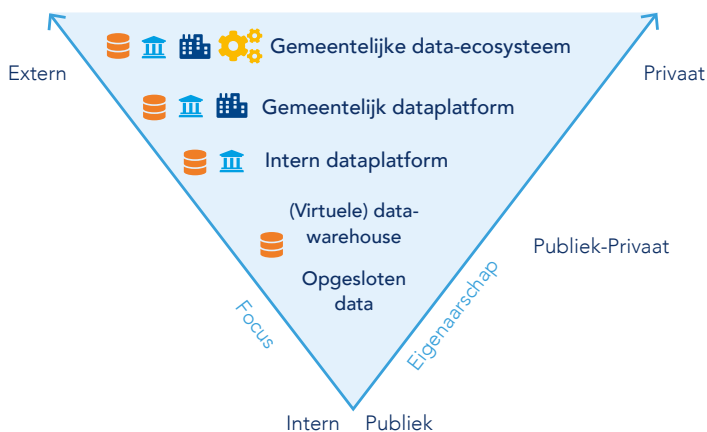 Gemeentelijke data-ecosysteem
Extern
Privaat
Gemeentelijk dataplatform
Intern dataplatform
(Virtuele) data-
warehouse
Publiek-Privaat
Opgesloten
data
Focus
Eigenaarschap
Intern
Publiek